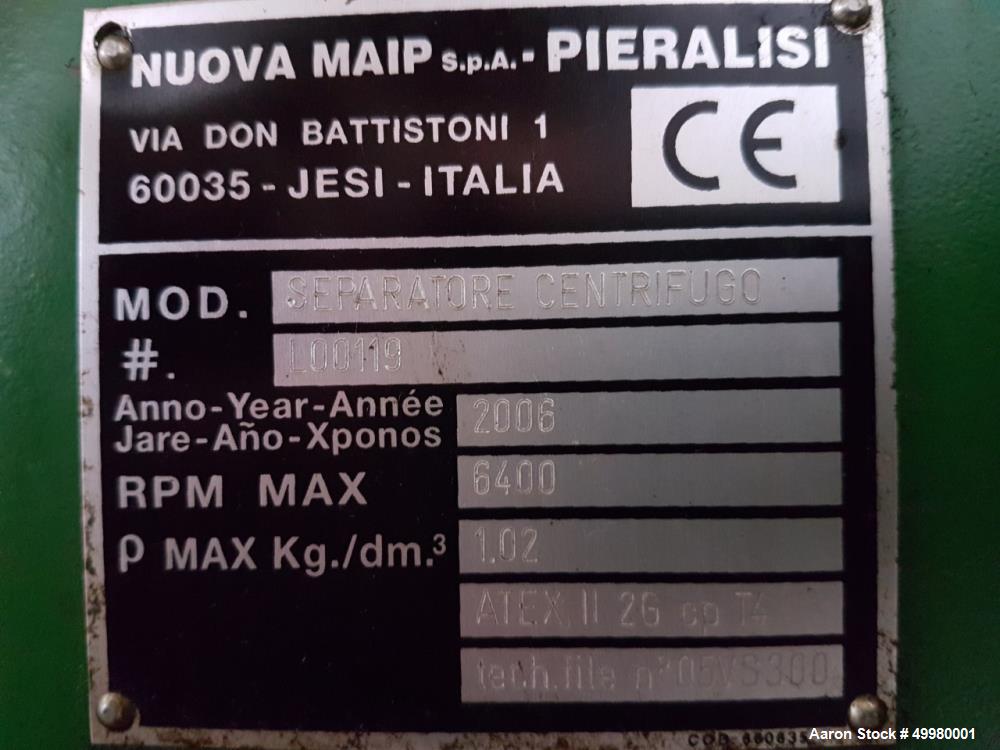 NUOVA MAIP S.p.A. - PIERALISI
VIA DON BATTISTONI 1
60035 - JESI - ITALIA
CE
MOD. SEPARATORE CENTRIFUGO
#. L00119
Anno-Year-Année
Jare-Año-Xponos 2006
RPM MAX 6400
ρ MAX Kg./dm.³ 1.02
ATEX II 2G cp T4
tech.file n°05VS300
Aaron Stock # 49980001